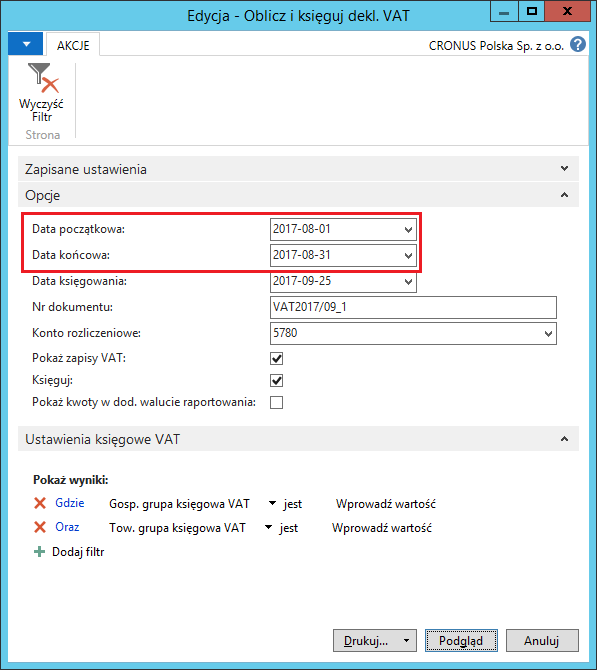 Edycja - Oblicz i księguj dekl. VAT
AKCJE
CRONUS Polska Sp. z o.o.
?
Wyczyść
Filtr
Strona
Zapisane ustawienia
Opcje
Data początkowa: 2017-08-01
Data końcowa: 2017-08-31
Data księgowania: 2017-09-25
Nr dokumentu: VAT2017/09_1
Konto rozliczeniowe: 5780
Pokaż zapisy VAT:
Księguj:
Pokaż kwoty w dod. walucie raportowania:
Ustawienia księgowe VAT
Pokaż wyniki:
Gdzie Gosp. grupa księgowa VAT jest Wprowadź wartość
Oraz Tow. grupa księgowa VAT jest Wprowadź wartość
Dodaj filtr
Drukuj... Podgląd Anuluj